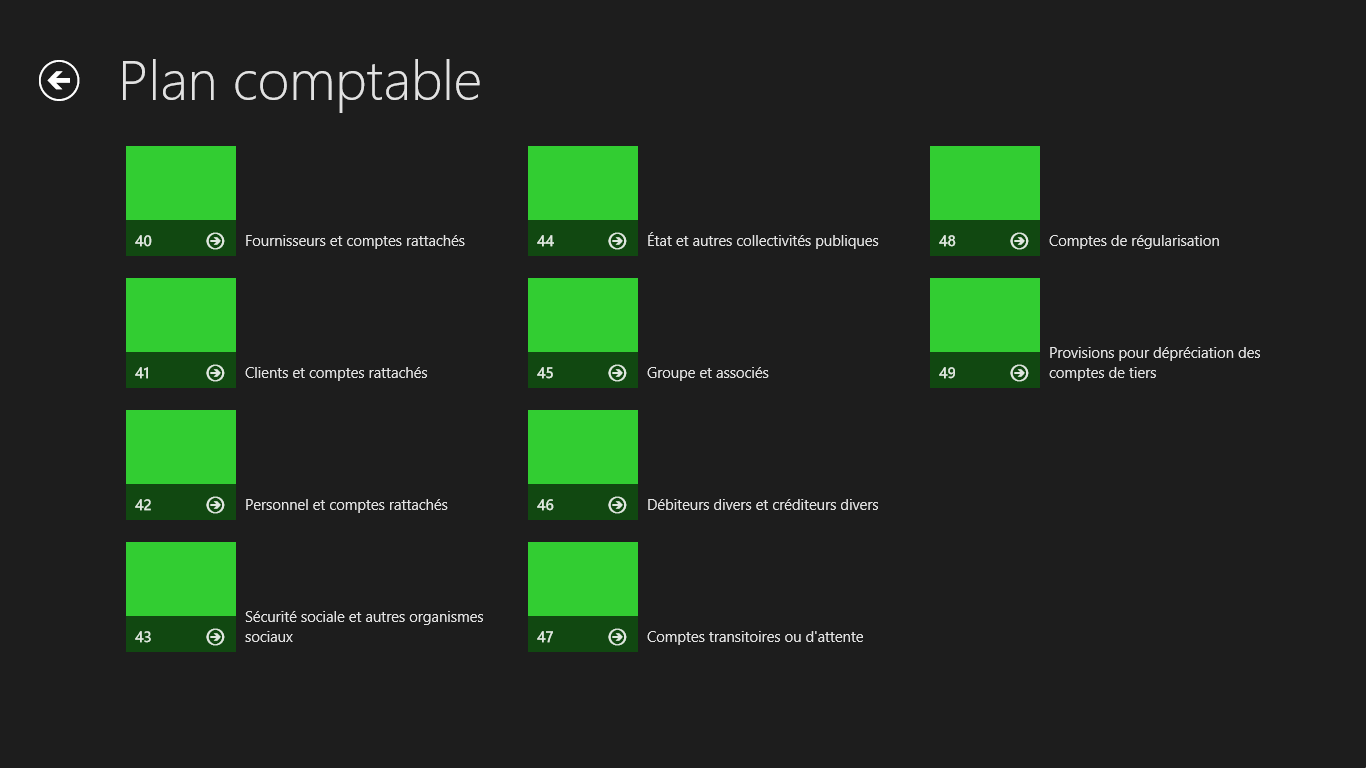 Plan comptable
40
Fournisseurs et comptes rattachés
41
Clients et comptes rattachés
42
Personnel et comptes rattachés
43
Sécurité sociale et autres organismes
sociaux
44
État et autres collectivités publiques
45
Groupe et associés
46
Débiteurs divers et créditeurs divers
47
Comptes transitoires ou d'attente
48
Comptes de régularisation
49
Provisions pour dépréciation des
comptes de tiers